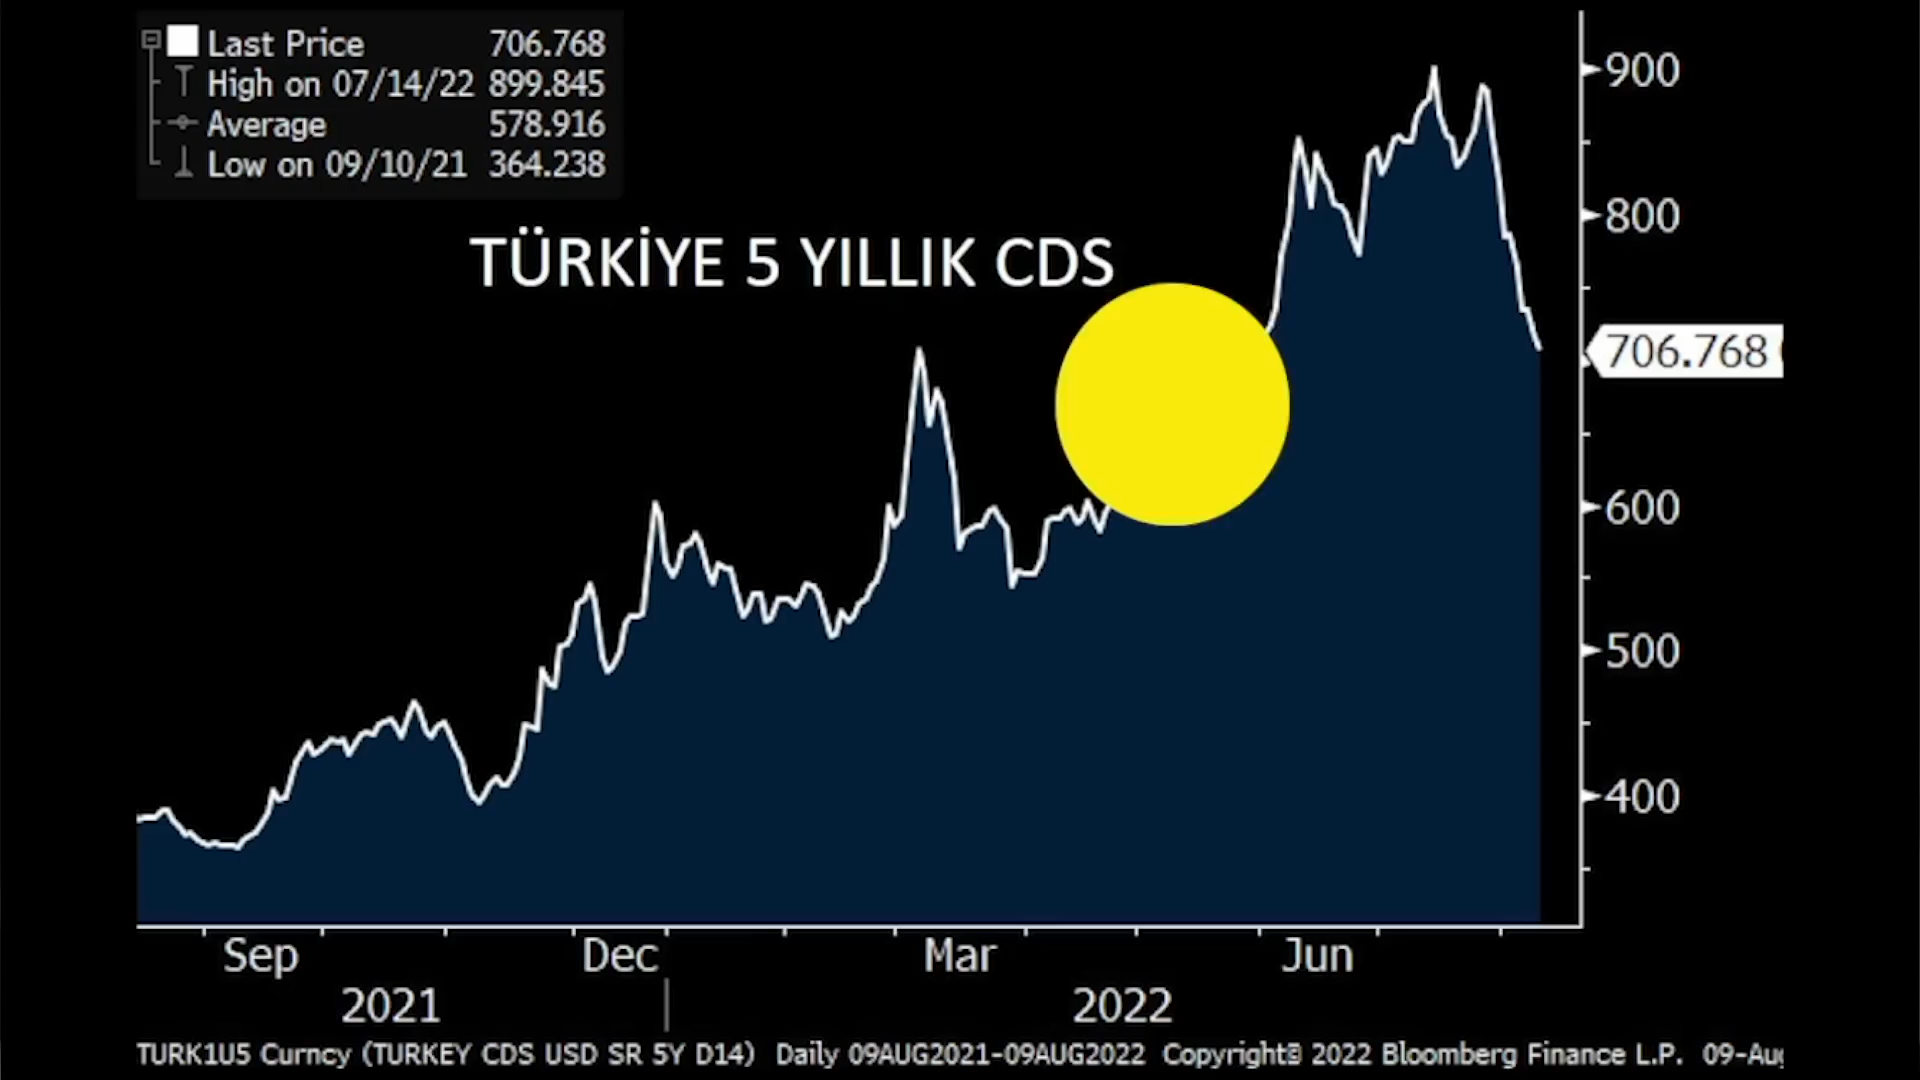 Last Price 706.768
High on 07/14/22 899.845
Average 578.916
Low on 09/10/21 364.238
TÜRKİYE 5 YILLIK CDS
900
800
706.768
600
500
400
Sep Dec Mar Jun
2021 2022
TURK1U5 Curncy (TURKEY CDS USD SR 5Y D14) Daily 09AUG2021-09AUG2022 Copyright© 2022 Bloomberg Finance L.P. 09-Aug